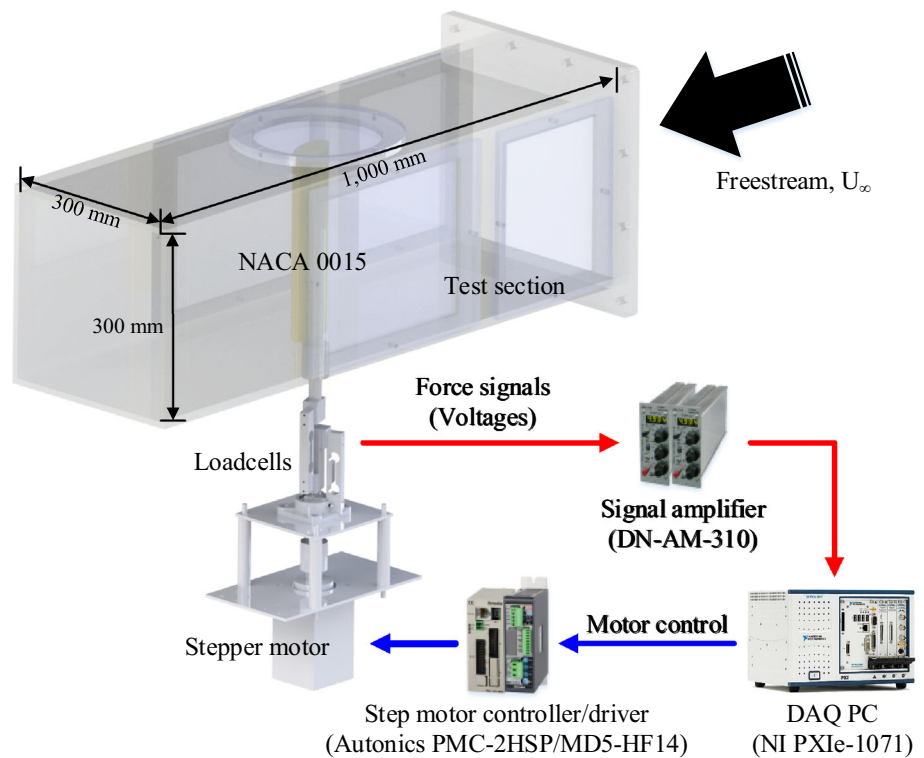 Freestream, U∞
1,000 mm
300 mm
NACA 0015
Test section
300 mm
Force signals
(Voltages)
Loadcells
Signal amplifier
(DN-AM-310)
Motor control
Stepper motor
Step motor controller/driver
(Autonics PMC-2HSP/MD5-HF14)
DAQ PC
(NI PXIe-1071)